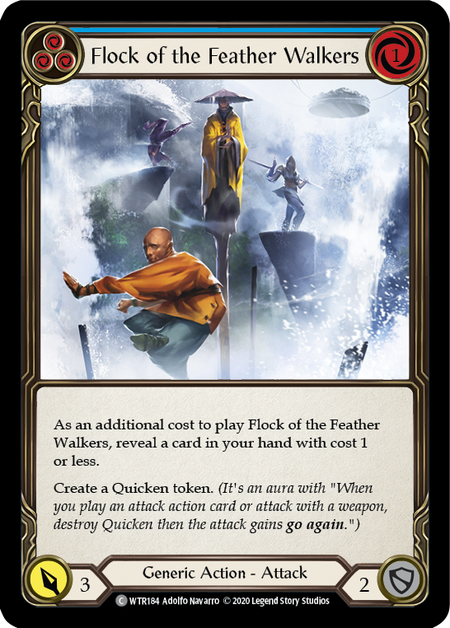 Flock of the Feather Walkers
1
As an additional cost to play Flock of the Feather
Walkers, reveal a card in your hand with cost 1
or less.
Create a Quicken token. (It's an aura with "When
you play an attack action card or attack with a weapon,
destroy Quicken then the attack gains go again.")
3
Generic Action - Attack
2
C WTR184 Adolfo Navarro © 2020 Legend Story Studios